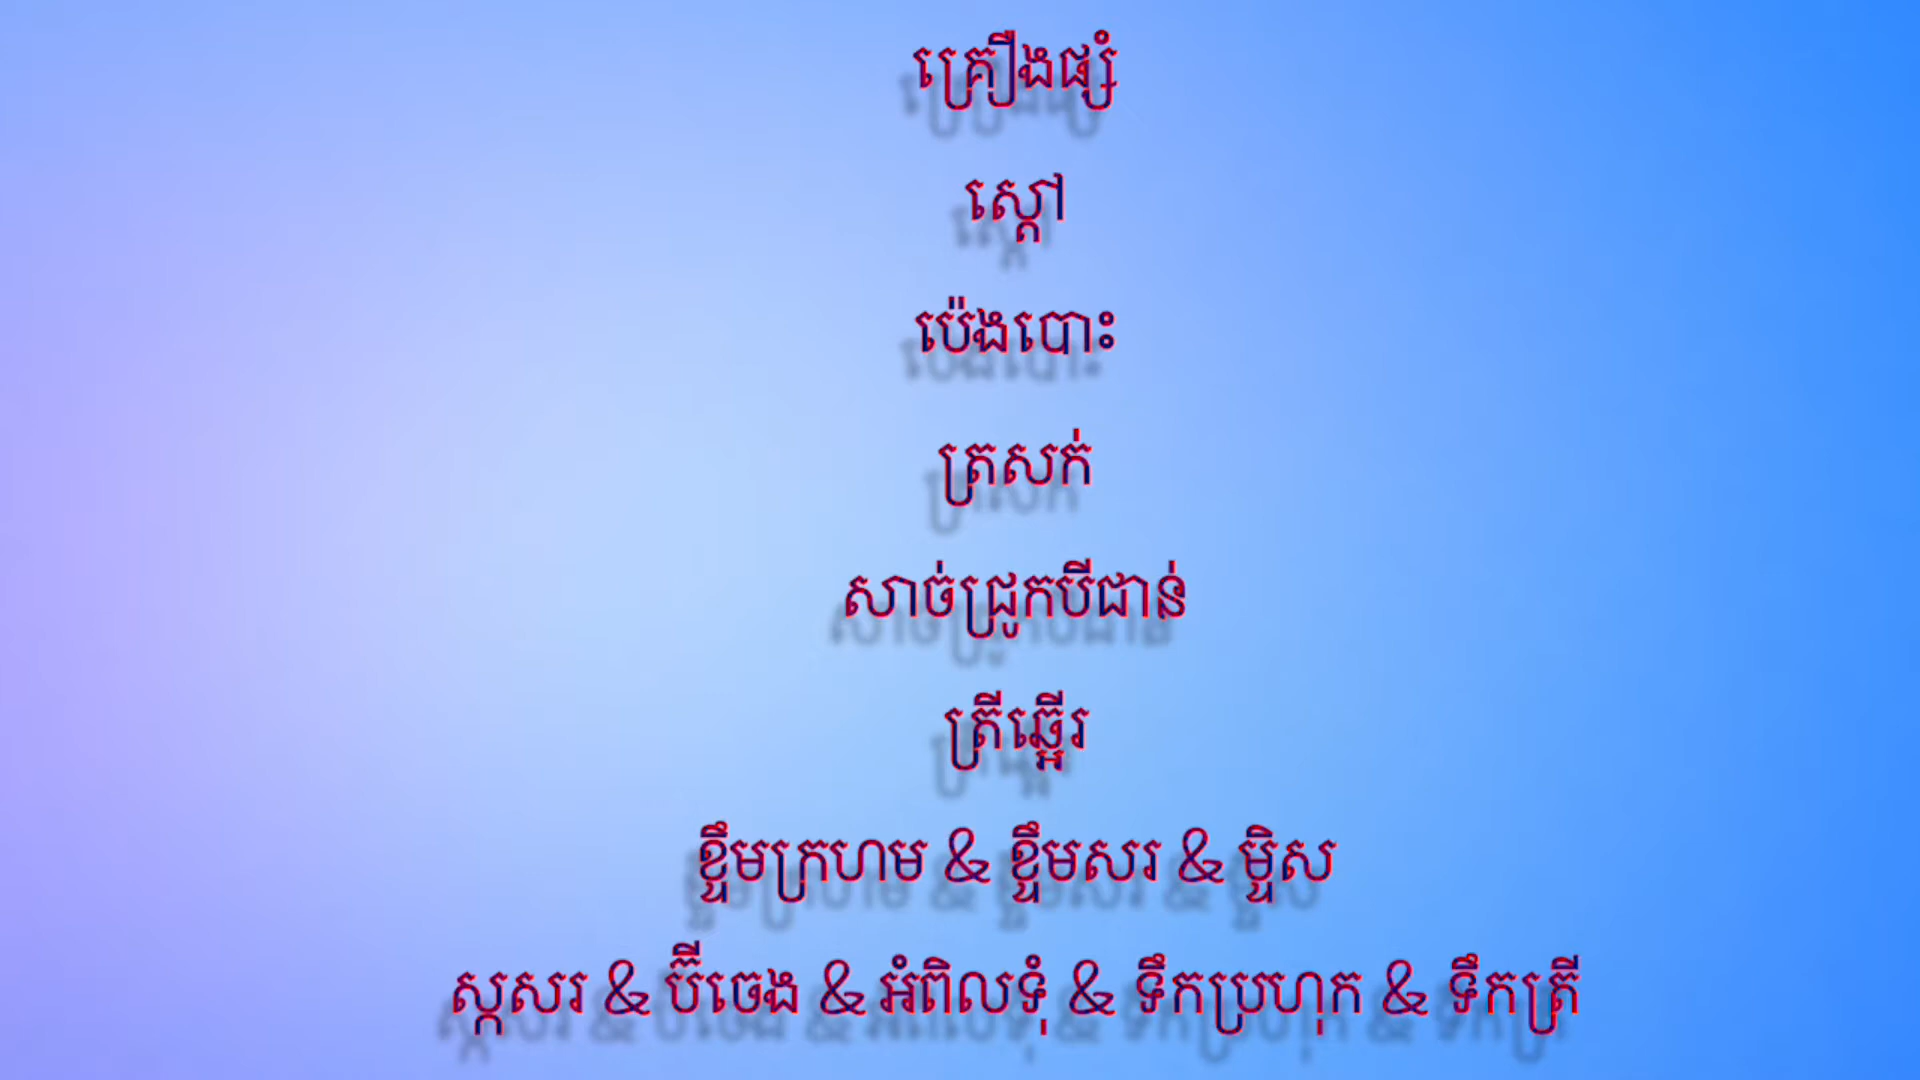 គ្រឿងផ្សំ
ស្តៅ
ប៉េងបោះ
ត្រសក់
សាច់ជ្រូកបីជាន់
ត្រីឆ្អើរ
ខ្ទឹមក្រហម & ខ្ទឹមសរ & ម្ទិស
ស្ករសរ & ប៊ីចេង & អំពិលទុំ & ទឹកប្រហុក & ទឹកត្រី